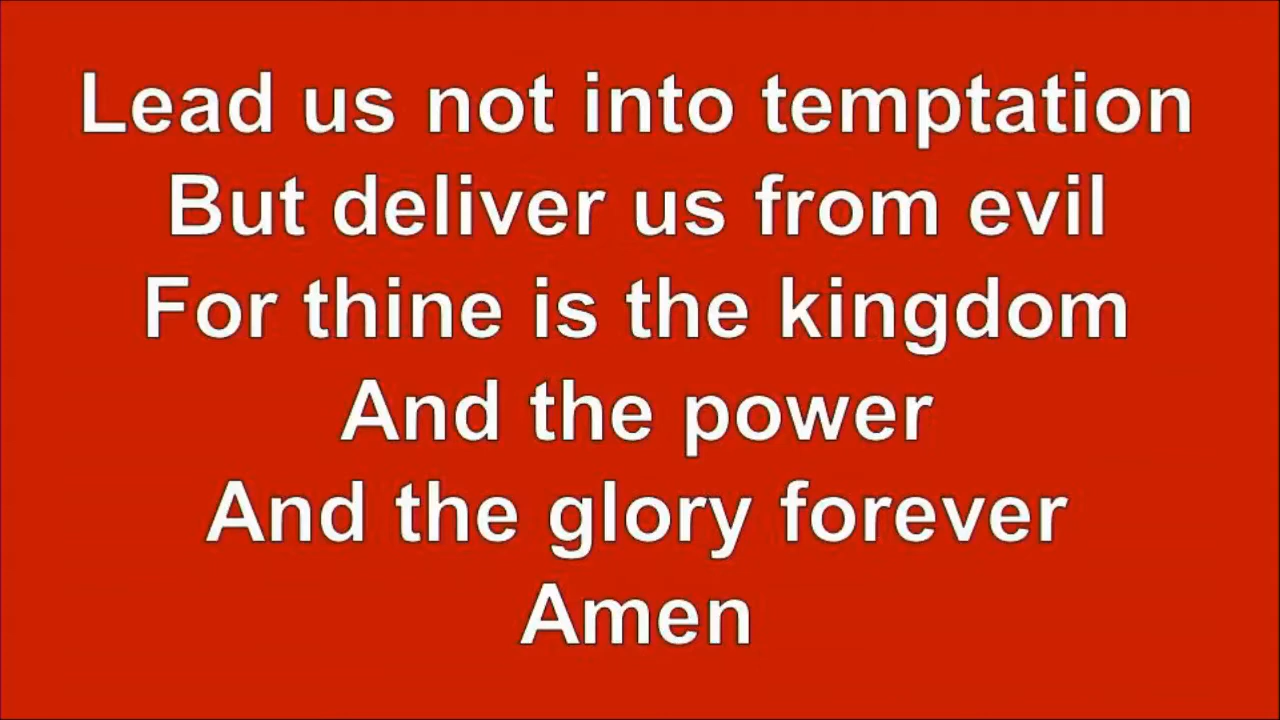 Lead us not into temptation
But deliver us from evil
For thine is the kingdom
And the power
And the glory forever
Amen